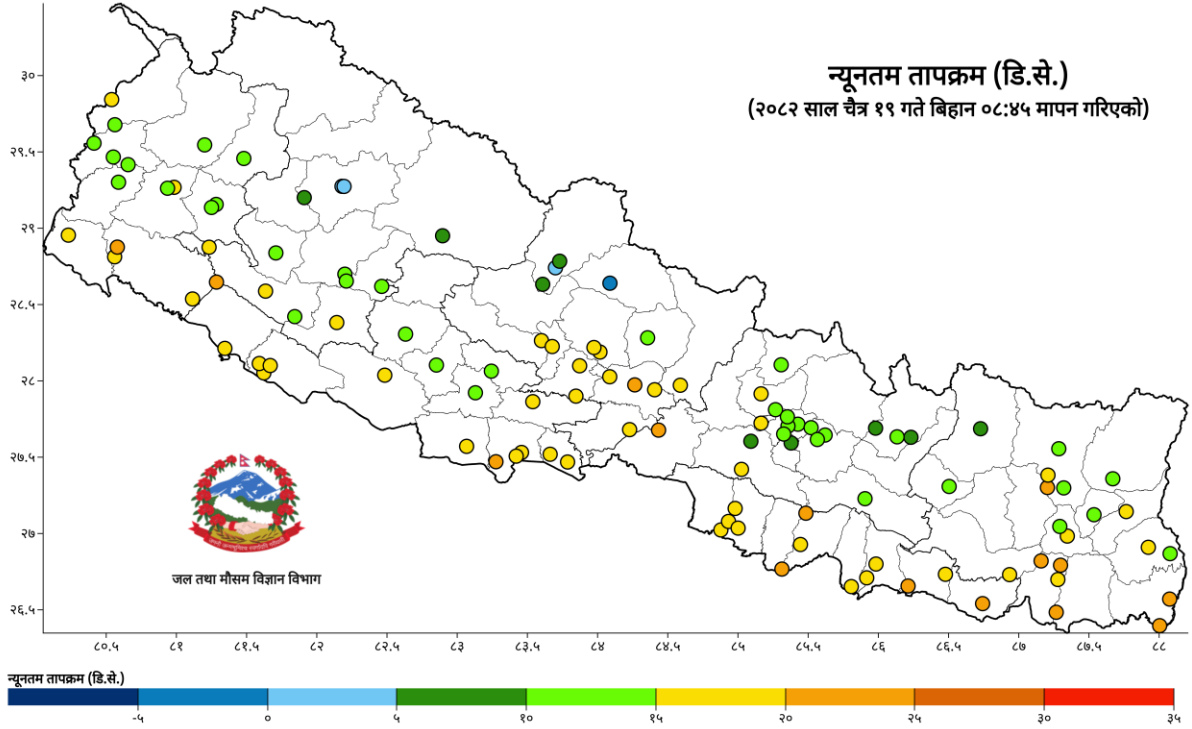 न्यूनतम तापक्रम (डि.से.)
(२०८२ साल चैत्र १९ गते बिहान ०८:४५ मापन गरिएको)
३०
२९.५
२९
२८.५
२८
२७.५
२७
२६.५
जल तथा मौसम विज्ञान विभाग
८०.५ ८१ ८१.५ ८२ ८२.५ ८३ ८३.५ ८४ ८४.५ ८५ ८५.५ ८६ ८६.५ ८७ ८७.५ ८८
न्यूनतम तापक्रम (डि.से.)
-५ ० ५ १० १५ २० २५ ३० ३५